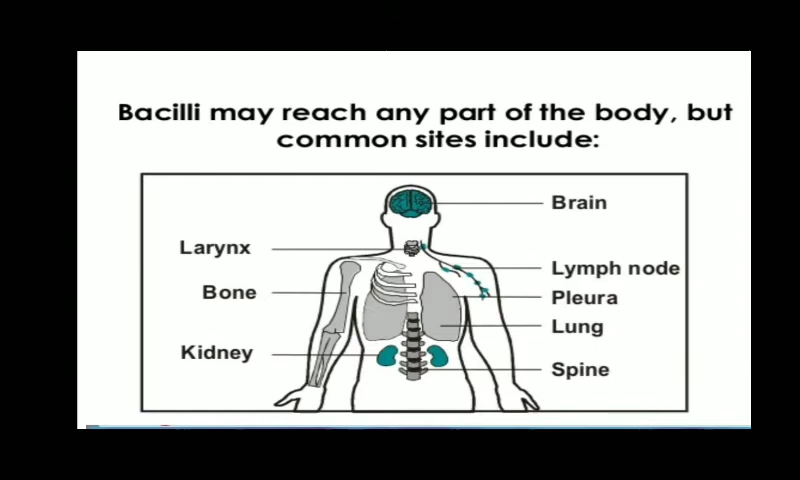 Bacilli may reach any part of the body, but
common sites include:
Brain
Larynx
Lymph node
Bone
Pleura
Lung
Kidney
Spine